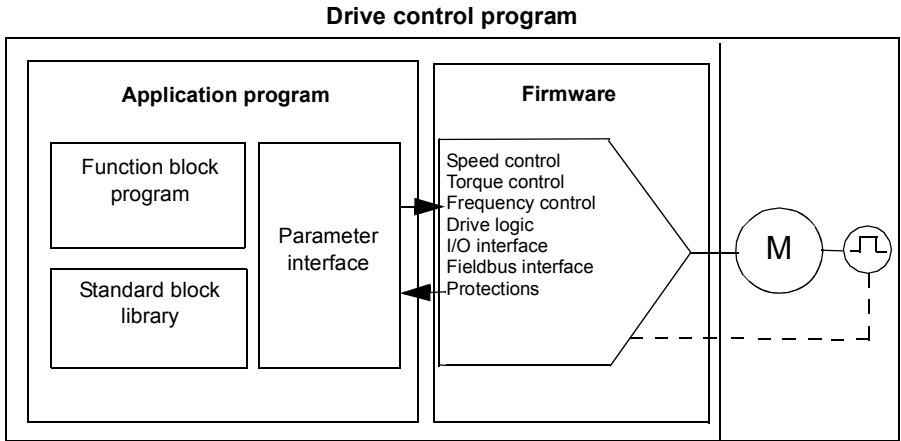 Drive control program
Application program
Function block
program
Standard block
library
Parameter
interface
Firmware
Speed control
Torque control
Frequency control
Drive logic
I/O interface
Fieldbus interface
Protections
M